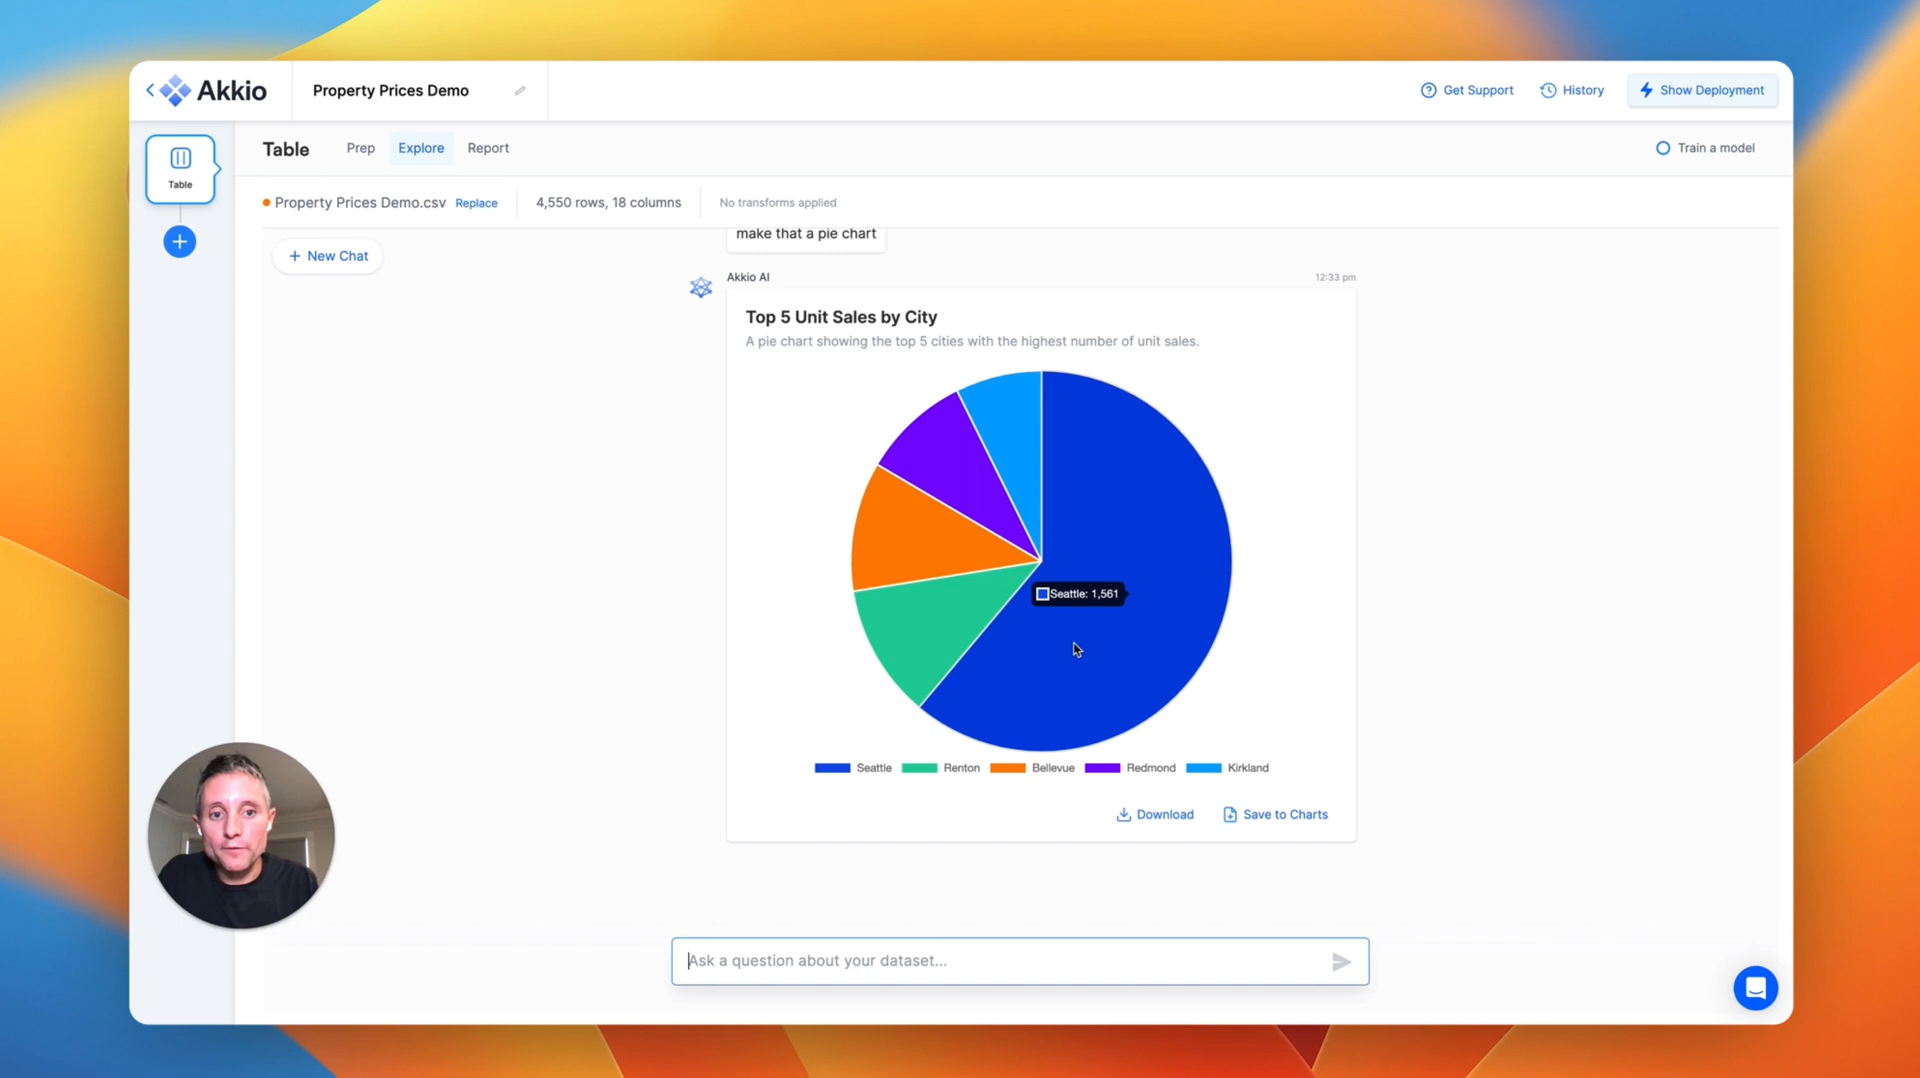 Akkio
Property Prices Demo
Get Support
History
Show Deployment
Table
Table
Prep
Explore
Report
Train a model
Property Prices Demo.csv
Replace
4,550 rows, 18 columns
No transforms applied
+ New Chat
make that a pie chart
Akkio AI
12:33 pm
Top 5 Unit Sales by City
A pie chart showing the top 5 cities with the highest number of unit sales.
Seattle: 1,561
Seattle
Renton
Bellevue
Redmond
Kirkland
Download
Save to Charts
Ask a question about your dataset...